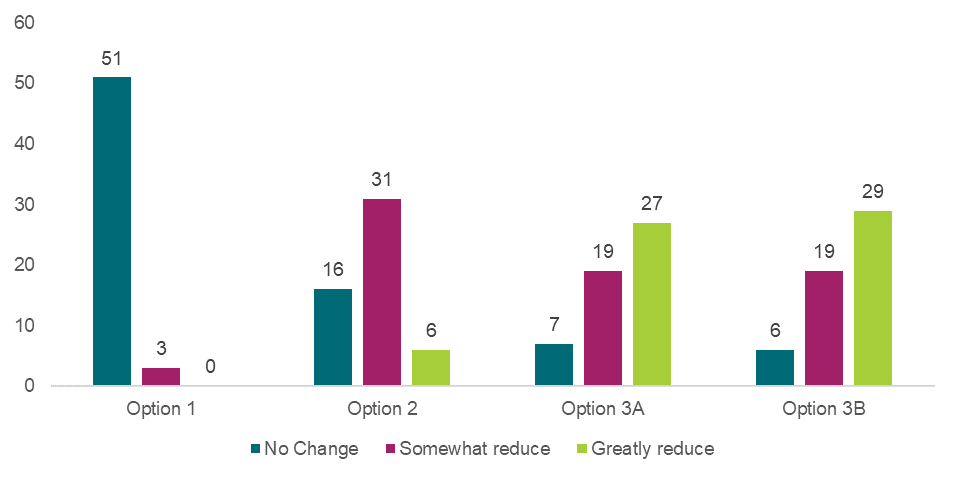 60
50
40
30
20
10
0
51
3
0
16
31
6
7
19
27
6
19
29
Option 1
Option 2
Option 3A
Option 3B
No Change
Somewhat reduce
Greatly reduce